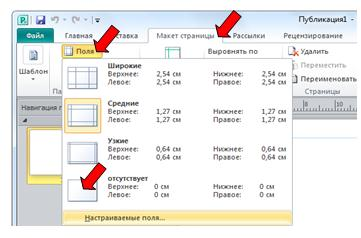 Публикация1 -
Файл Главная Вставка Макет страницы Рассылки Рецензирование
Поля Выровнять по Удалить
Шаблон Переместить
Переименовать
Страницы
Навигация
Широкие
Верхнее: 2,54 см Нижнее: 2,54 см
Левое: 2,54 см Правое: 2,54 см
Средние
Верхнее: 1,27 см Нижнее: 1,27 см
Левое: 1,27 см Правое: 1,27 см
Узкие
Верхнее: 0,64 см Нижнее: 0,64 см
Левое: 0,64 см Правое: 0,64 см
отсутствует
Верхнее: 0 см Нижнее: 0 см
Левое: 0 см Правое: 0 см
Настраиваемые поля...